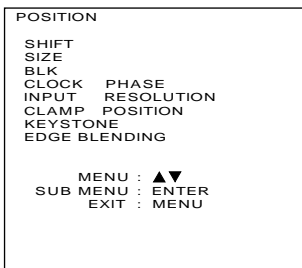 POSITION
SHIFT
SIZE
BLK
CLOCK PHASE
INPUT RESOLUTION
CLAMP POSITION
KEYSTONE
EDGE BLENDING
MENU : ▲▼
SUB MENU : ENTER
EXIT : MENU